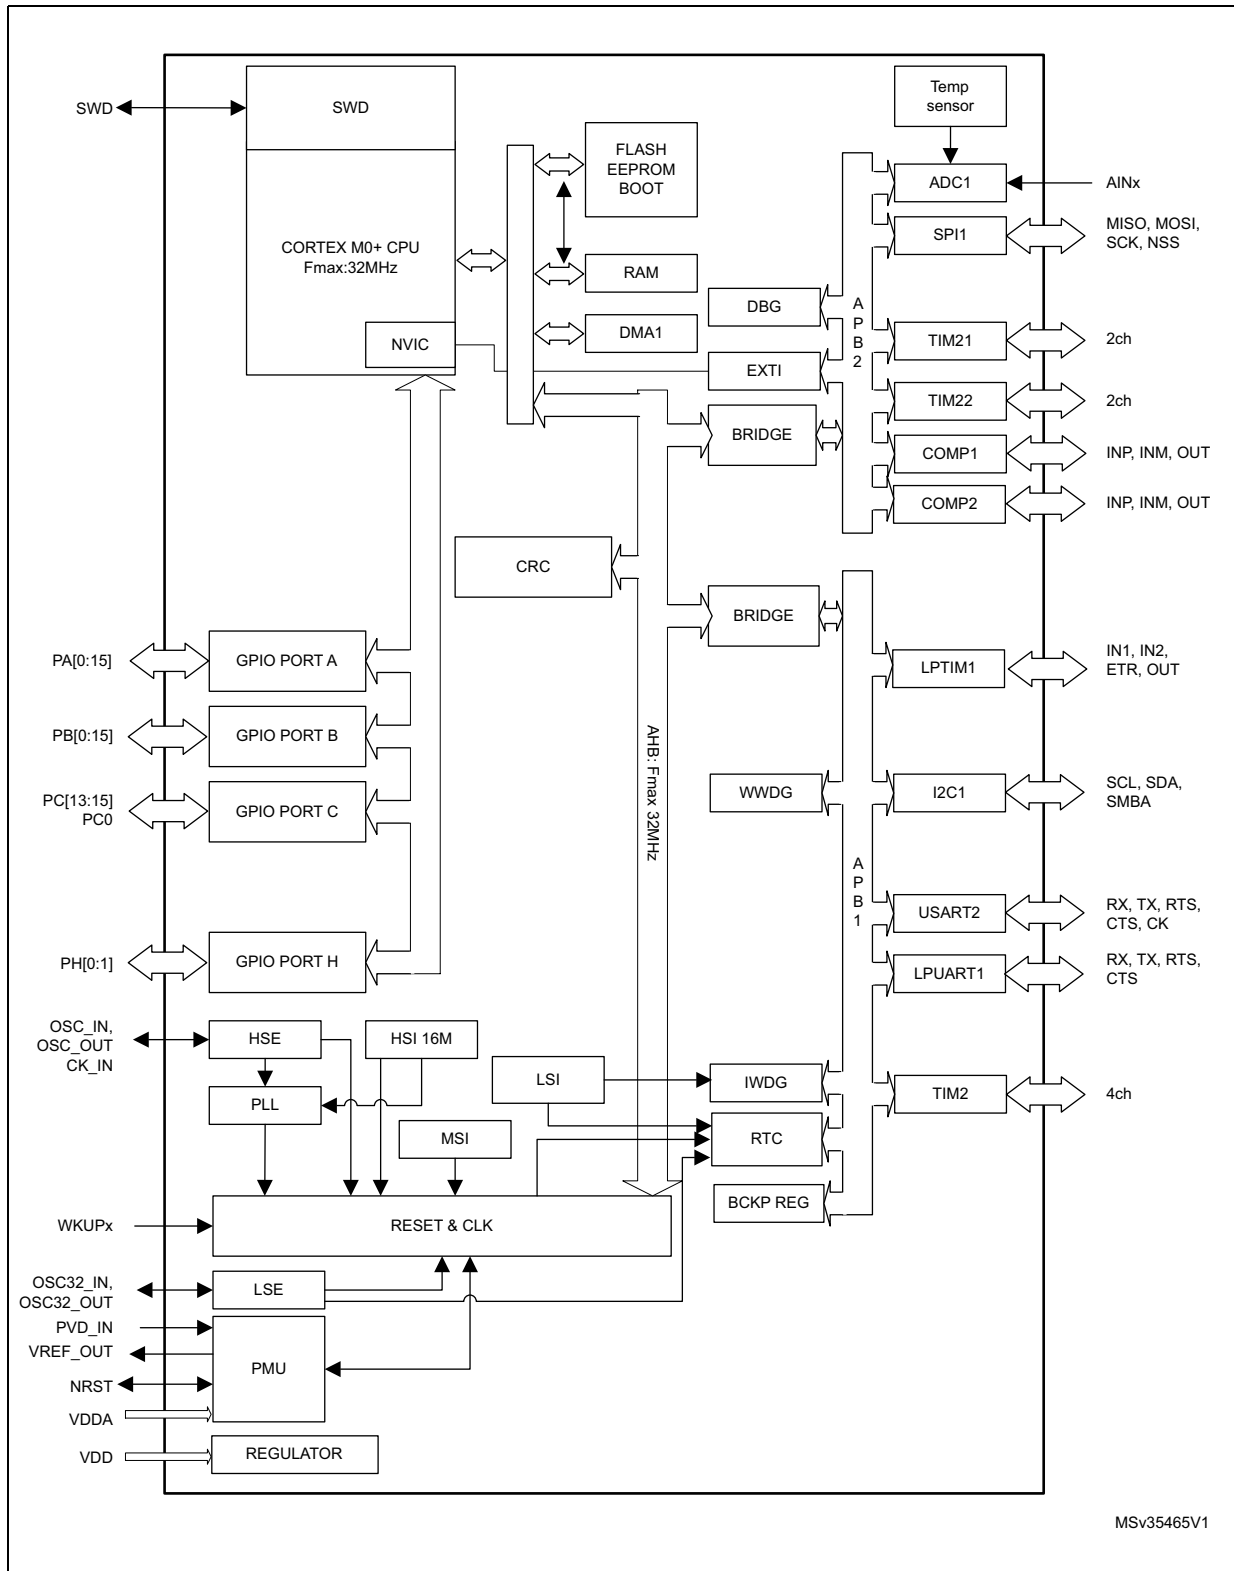 SWD
SWD
CORTEX M0+ CPU
Fmax:32MHz
NVIC
FLASH
EEPROM
BOOT
RAM
DMA1
Temp
sensor
ADC1
AINx
SPI1
MISO, MOSI,
SCK, NSS
DBG
EXTI
APB2
TIM21
2ch
TIM22
2ch
BRIDGE
COMP1
INP, INM, OUT
COMP2
INP, INM, OUT
CRC
BRIDGE
PA[0:15]
GPIO PORT A
LPTIM1
IN1, IN2,
ETR, OUT
PB[0:15]
GPIO PORT B
AHB: Fmax 32MHz
PC[13:15]
PC0
GPIO PORT C
WWDG
I2C1
SCL, SDA,
SMBA
APB1
USART2
RX, TX, RTS,
CTS, CK
PH[0:1]
GPIO PORT H
LPUART1
RX, TX, RTS,
CTS
OSC_IN,
OSC_OUT
CK_IN
HSE
HSI 16M
LSI
IWDG
PLL
TIM2
4ch
MSI
RTC
BCKP REG
WKUPx
RESET & CLK
OSC32_IN,
OSC32_OUT
LSE
PVD_IN
VREF_OUT
PMU
NRST
VDDA
VDD
REGULATOR
MSv35465V1